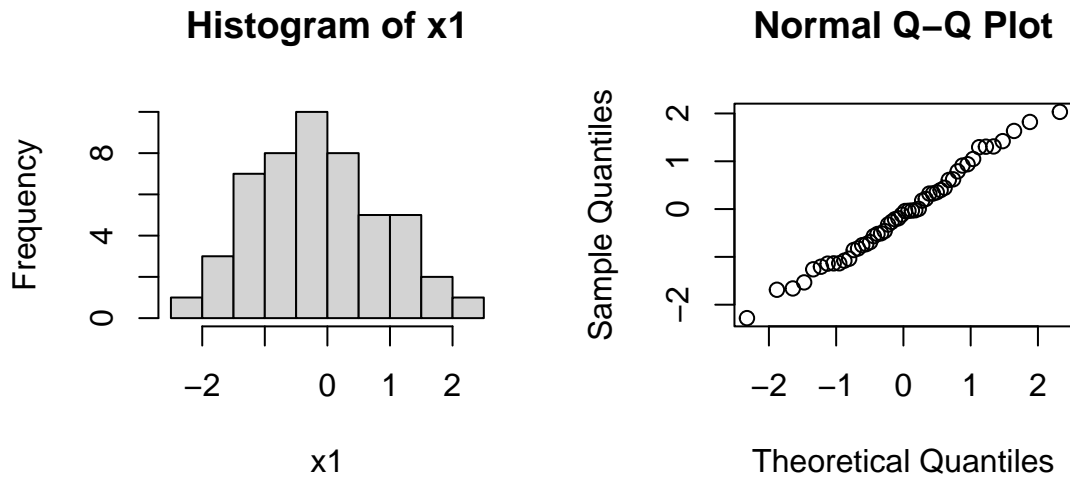 Histogram of x1
Frequency
0 4 8
−2 0 1 2
x1
Normal Q−Q Plot
Sample Quantiles
−2 0 1 2
−2 −1 0 1 2
Theoretical Quantiles